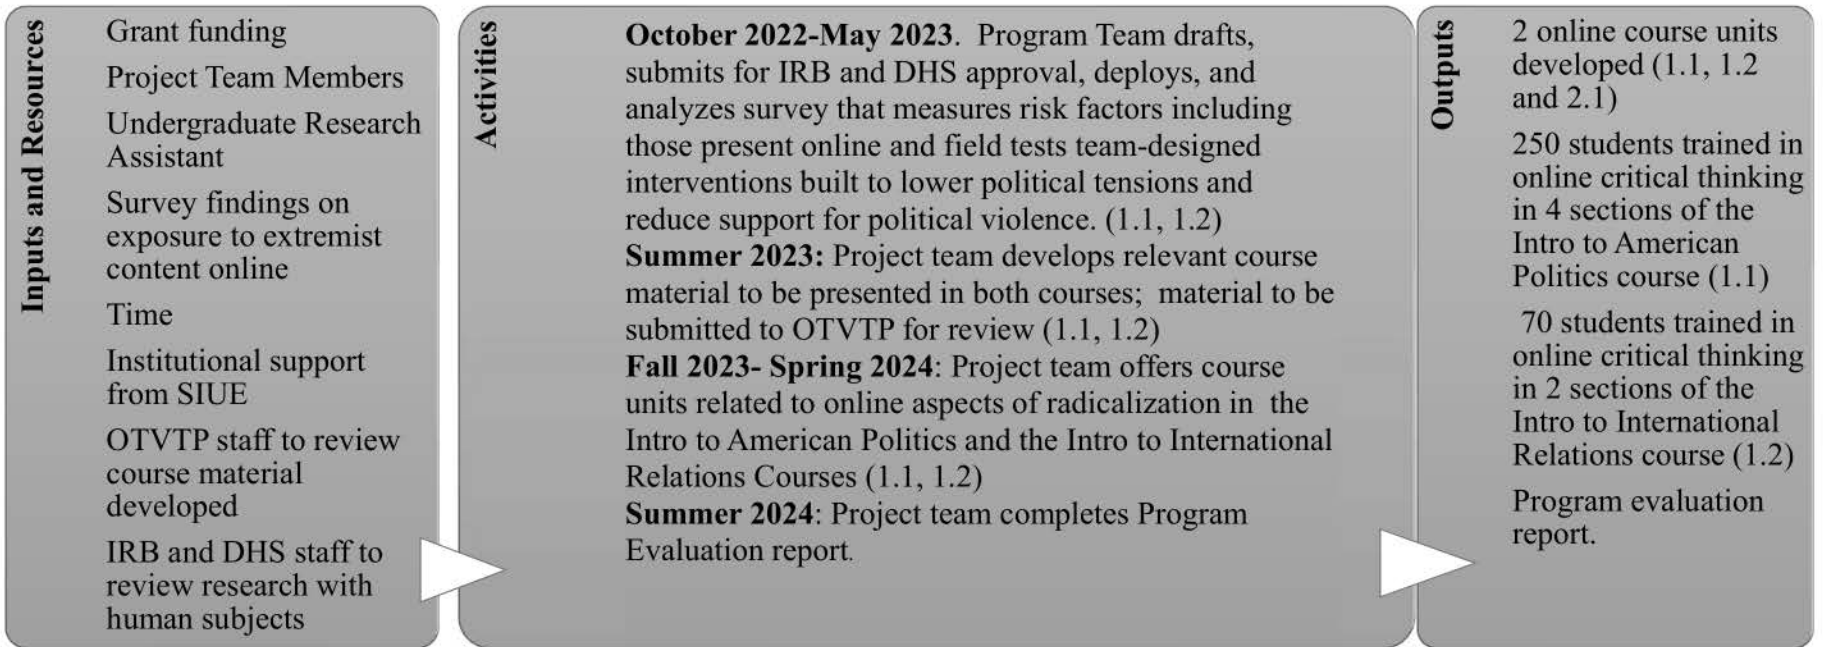 Inputs and Resources
Grant funding
Project Team Members
Undergraduate Research
Assistant
Survey findings on
exposure to extremist
content online
Time
Institutional support
from SIUE
OTVTP staff to review
course material
developed
IRB and DHS staff to
review research with
human subjects
Activities
October 2022-May 2023.  Program Team drafts,
submits for IRB and DHS approval, deploys, and
analyzes survey that measures risk factors including
those present online and field tests team-designed
interventions built to lower political tensions and
reduce support for political violence. (1.1, 1.2)
Summer 2023: Project team develops relevant course
material to be presented in both courses;  material to be
submitted to OTVTP for review (1.1, 1.2)
Fall 2023- Spring 2024: Project team offers course
units related to online aspects of radicalization in  the
Intro to American Politics and the Intro to International
Relations Courses (1.1, 1.2)
Summer 2024: Project team completes Program
Evaluation report.
Outputs
2 online course units
developed (1.1, 1.2
and 2.1)
250 students trained in
online critical thinking
in 4 sections of the
Intro to American
Politics course (1.1)
70 students trained in
online critical thinking
in 2 sections of the
Intro to International
Relations course (1.2)
Program evaluation
report.